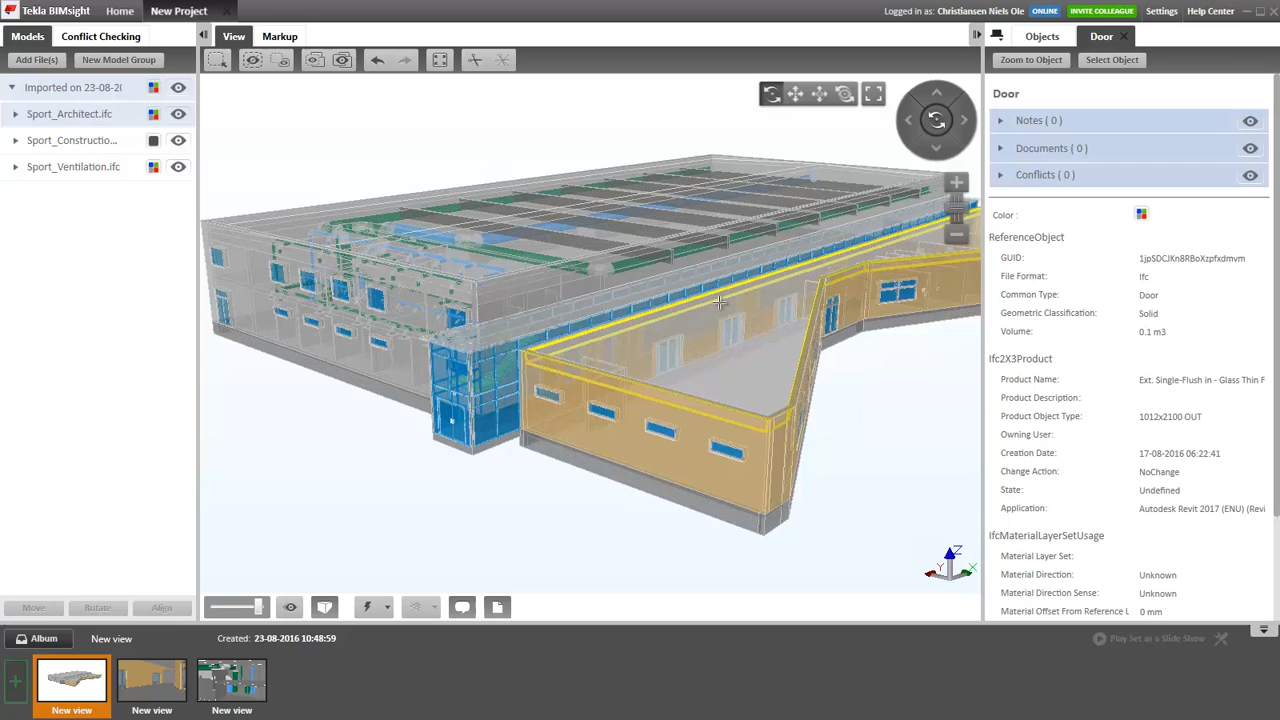 Tekla BIMsight
Home
New Project
Logged in as: Christiansen Niels Ole
ONLINE
INVITE COLLEAGUE
Settings
Help Center
Models
Conflict Checking
View
Markup
Objects
Door
Add File(s)
New Model Group
Zoom to Object
Select Object
Imported on 23-08-20
Sport_Architect.ifc
Sport_Constructio...
Sport_Ventilation.ifc
Door
Notes ( 0 )
Documents ( 0 )
Conflicts ( 0 )
Color :
ReferenceObject
GUID: 1jpSDCJKn8RBoXzpfxdmvm
File Format: Ifc
Common Type: Door
Geometric Classification: Solid
Volume: 0.1 m3
Ifc2X3Product
Product Name: Ext. Single-Flush in - Glass Thin F
Product Description:
Product Object Type: 1012x2100 OUT
Owning User:
Creation Date: 17-08-2016 06:22:41
Change Action: NoChange
State: Undefined
Application: Autodesk Revit 2017 (ENU) (Revi
IfcMaterialLayerSetUsage
Material Layer Set:
Material Direction: Unknown
Material Direction Sense: Unknown
Material Offset From Reference L 0 mm
Z
Y
X
Move
Rotate
Align
Album
New view
Created: 23-08-2016 10:48:59
Play Set as a Slide Show
New view
New view
New view